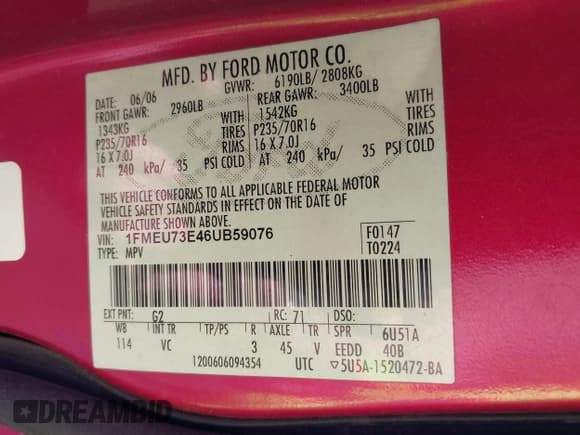 MFD. BY FORD MOTOR CO.
DATE: 06/06 GVWR: 6190LB/ 2808KG
FRONT GAWR: 2960LB REAR GAWR: 3400LB
1343KG WITH 1542KG WITH
P235/70R16 TIRES P235/70R16 TIRES
16 X 7.0J RIMS 16 X 7.0J RIMS
AT 240 kPa/ 35 PSI COLD AT 240 kPa/ 35 PSI COLD
THIS VEHICLE CONFORMS TO ALL APPLICABLE FEDERAL MOTOR
VEHICLE SAFETY STANDARDS IN EFFECT ON THE DATE OF
MANUFACTURE SHOWN ABOVE.
VIN: 1FMEU73E46UB59076 F0147
TYPE: MPV T0224
EXT PNT: G2 RC: 71 DSO:
WB INT TR TP/PS R AXLE TR SPR 6U51A
114 VC 3 45 V EEDD 40B
1200606094354 UTC ▽5U5A-1520472-BA
Ford
DREAMBID